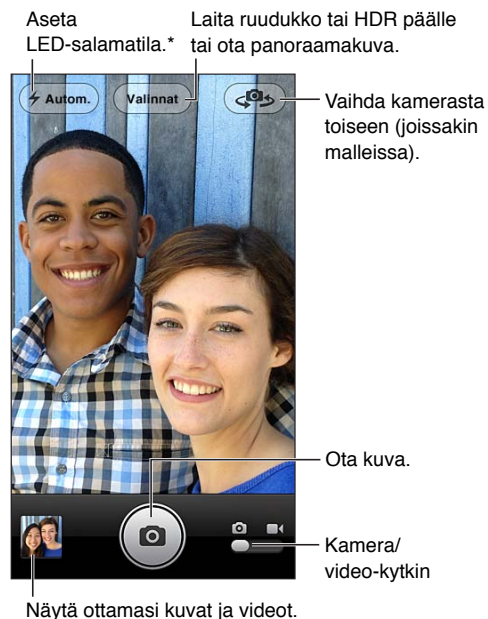 Aseta
LED-salamatila.*
Laita ruudukko tai HDR päälle
tai ota panoraamakuva.
Autom.
Valinnat
Vaihda kamerasta
toiseen (joissakin
malleissa).
Ota kuva.
Kamera/
video-kytkin
Näytä ottamasi kuvat ja videot.